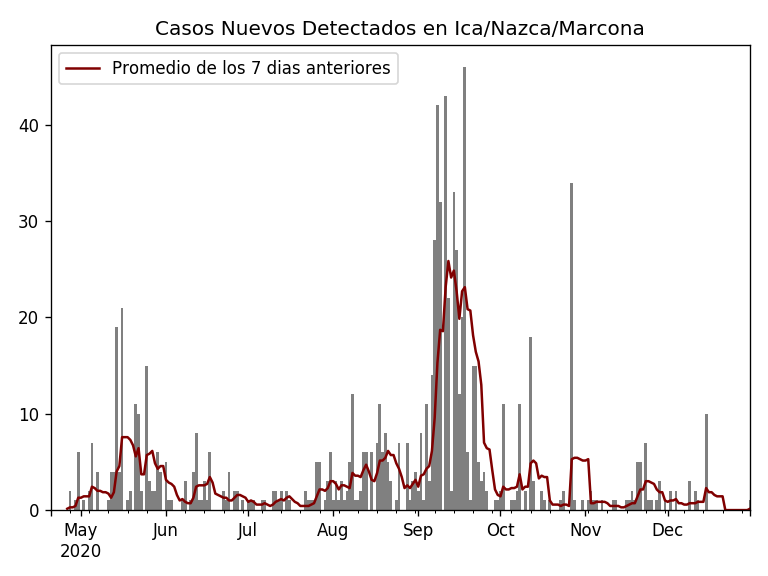 Casos Nuevos Detectados en Ica/Nazca/Marcona
Promedio de los 7 dias anteriores
40
30
20
10
0
May Jun Jul Aug Sep Oct Nov Dec
2020